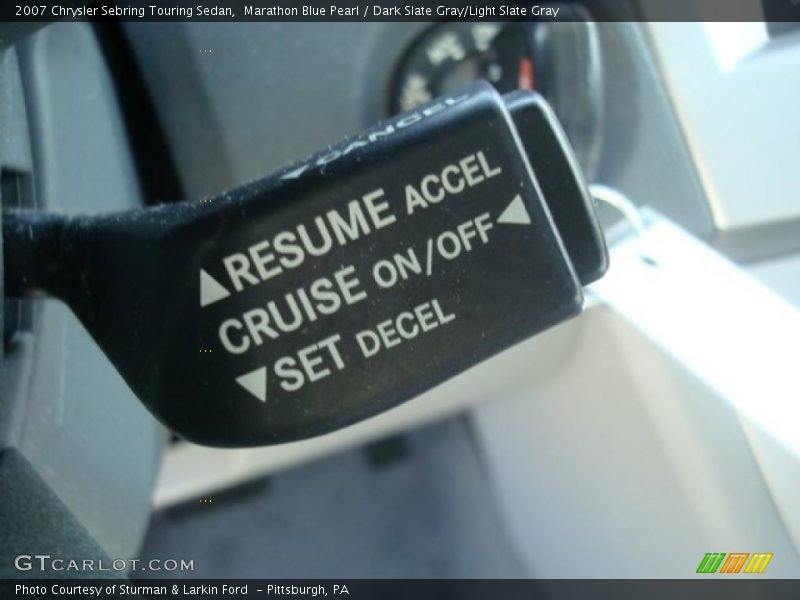 2007 Chrysler Sebring Touring Sedan,  Marathon Blue Pearl / Dark Slate Gray/Light Slate Gray
CANCEL
RESUME ACCEL
CRUISE ON/OFF
SET DECEL
GTCARLOT.COM
Photo Courtesy of Sturman & Larkin Ford  - Pittsburgh, PA